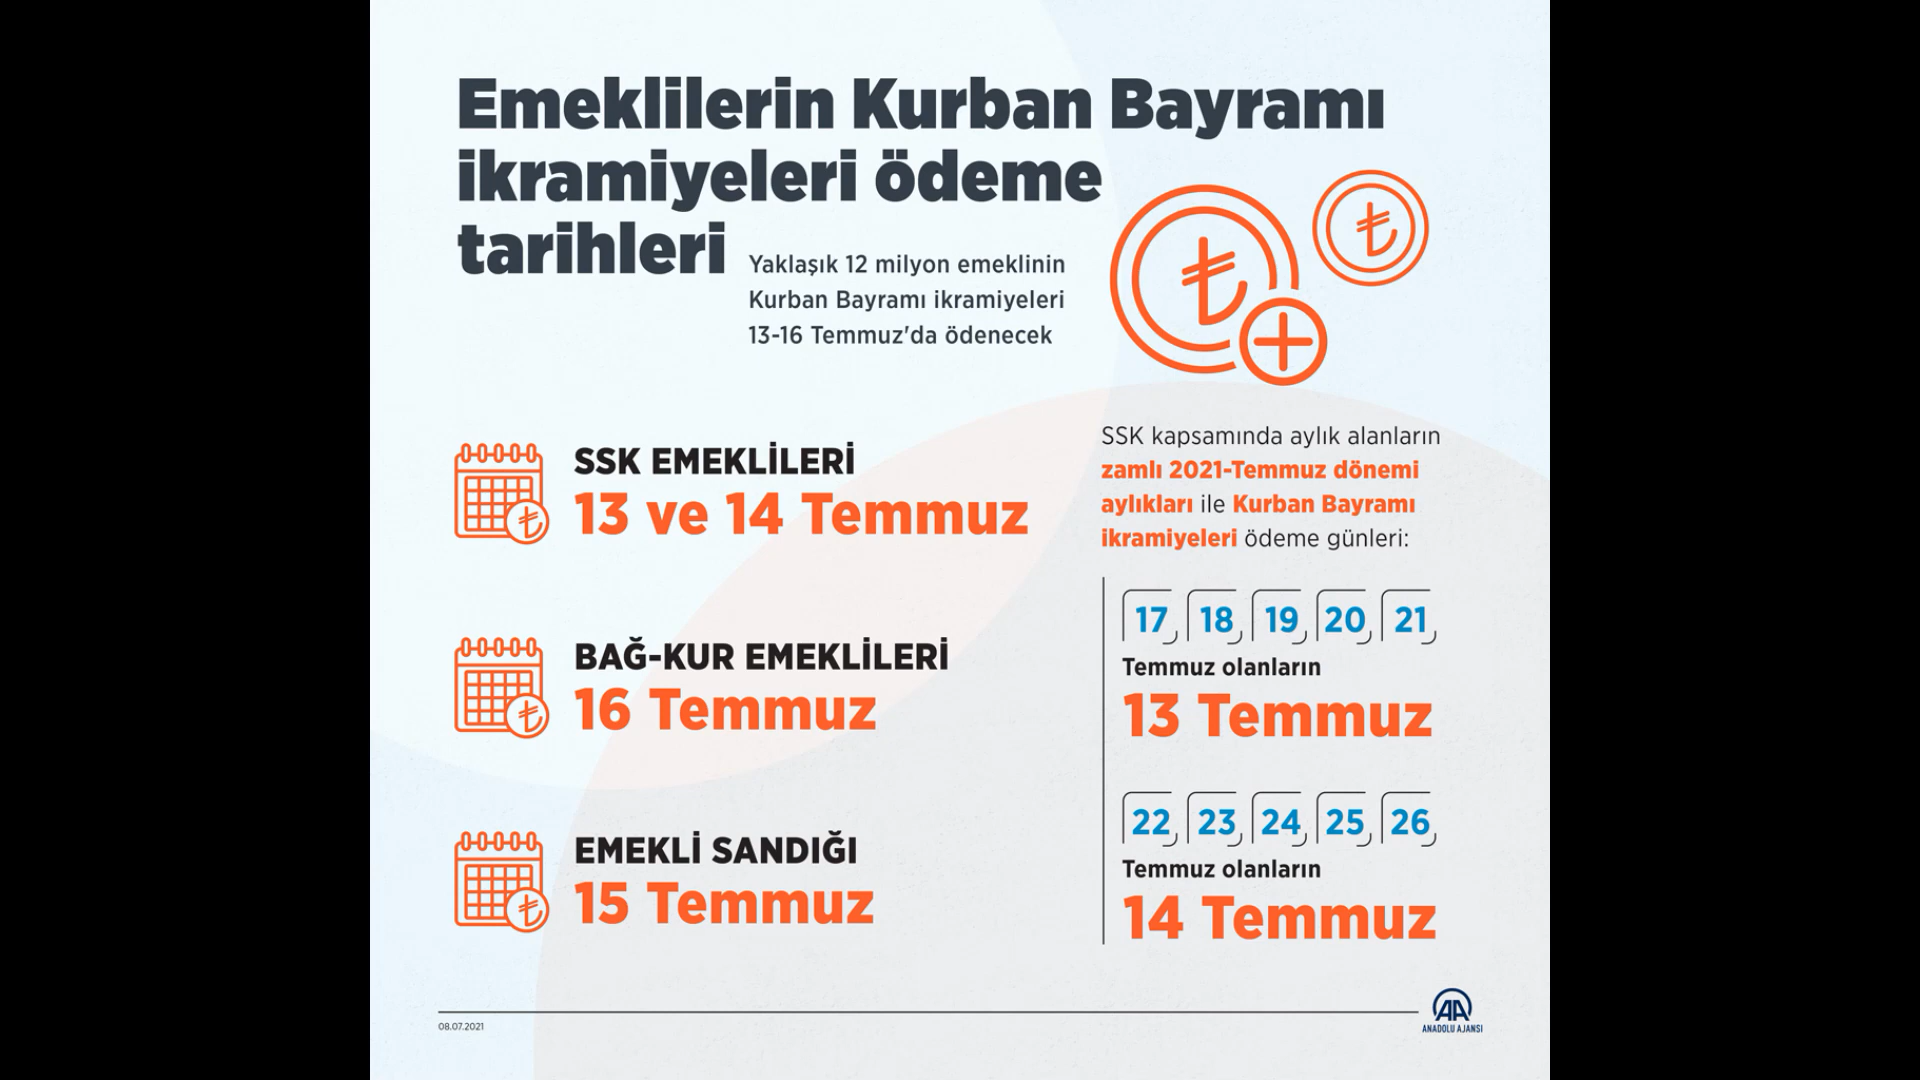 Emeklilerin Kurban Bayramı
ikramiyeleri ödeme
tarihleri
Yaklaşık 12 milyon emeklinin
Kurban Bayramı ikramiyeleri
13-16 Temmuz'da ödenecek
SSK EMEKLİLERİ
13 ve 14 Temmuz
BAĞ-KUR EMEKLİLERİ
16 Temmuz
EMEKLİ SANDIĞI
15 Temmuz
SSK kapsamında aylık alanların
zamlı 2021-Temmuz dönemi
aylıkları ile Kurban Bayramı
ikramiyeleri ödeme günleri:
17 18 19 20 21
Temmuz olanların
13 Temmuz
22 23 24 25 26
Temmuz olanların
14 Temmuz
08.07.2021
AA
ANADOLU AJANSI